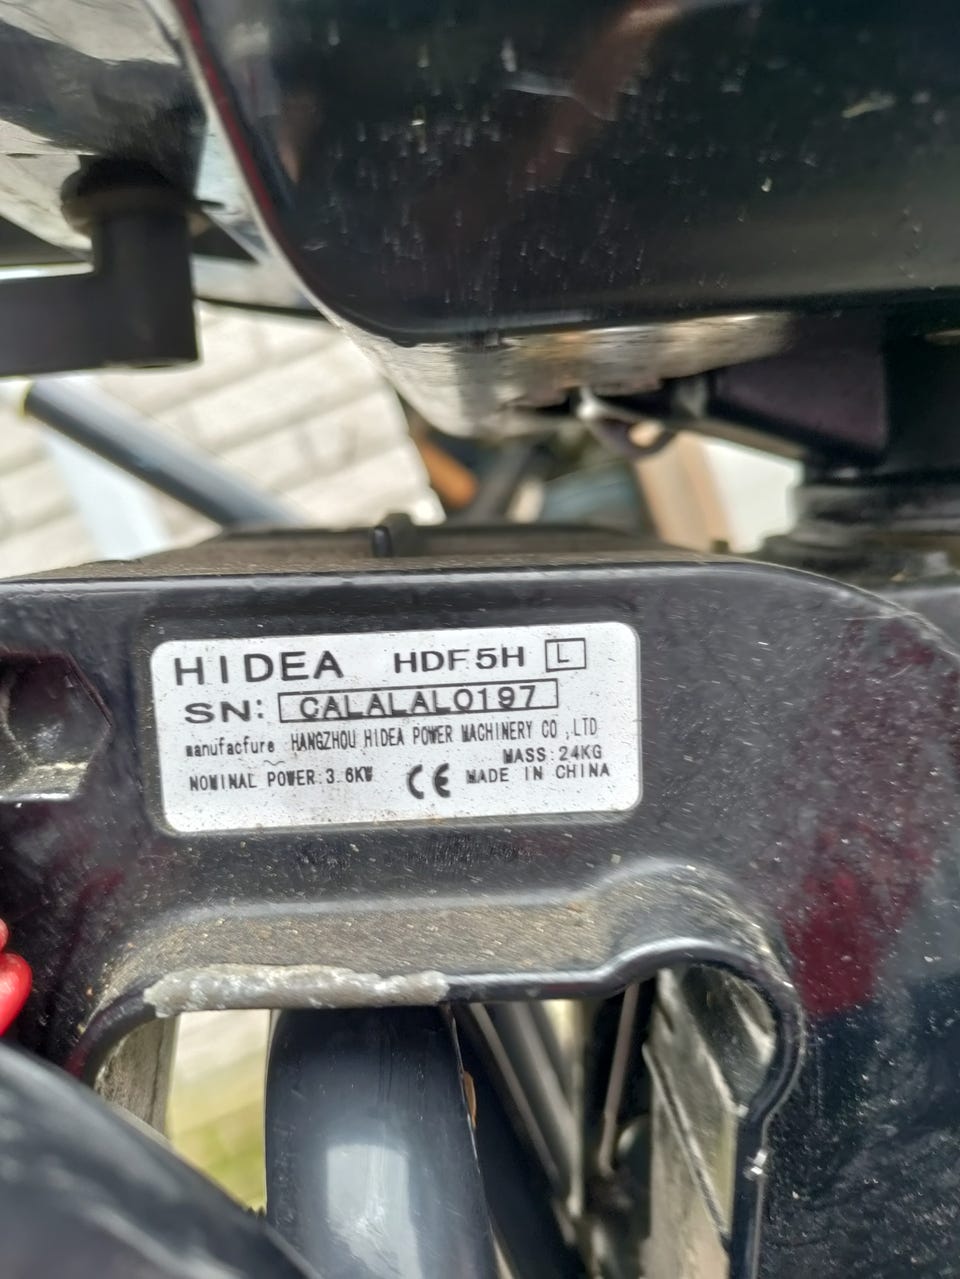 HIDEA HDF5H L
SN: CALALAL0197
manufacfure HANGZHOU HIDEA POWER MACHINERY CO ,LTD
MASS:24KG
NOMINAL POWER:3.6KW CE MADE IN CHINA